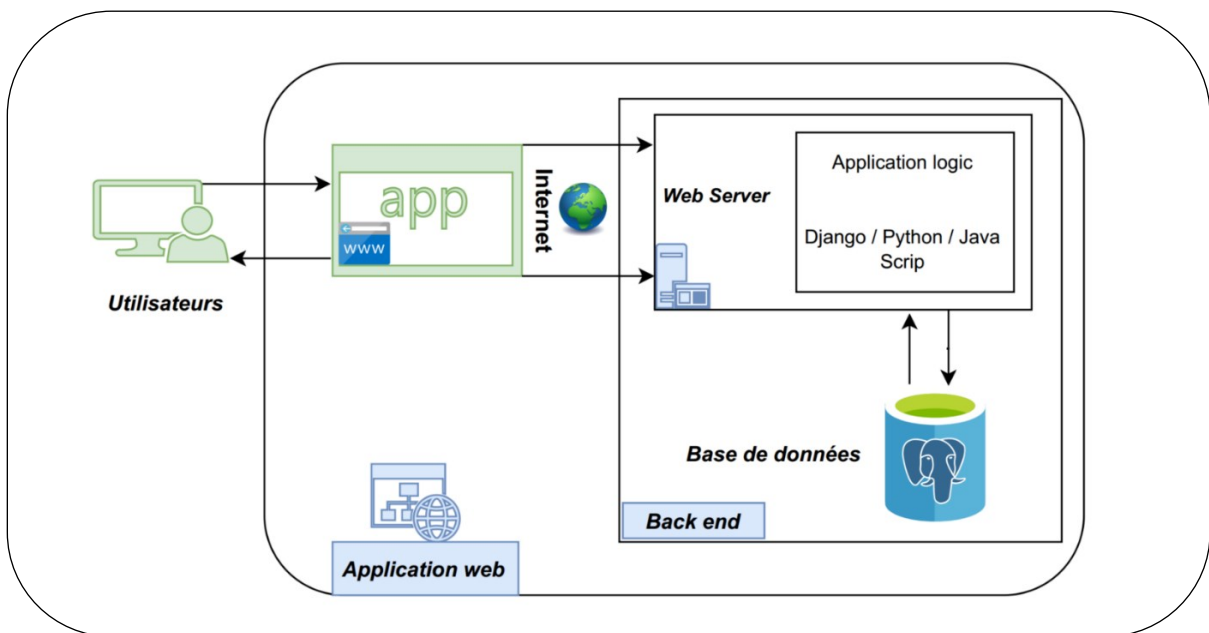 app
www
Internet
Utilisateurs
Web Server
Application logic
Django / Python / Java
Scrip
Base de données
Back end
Application web